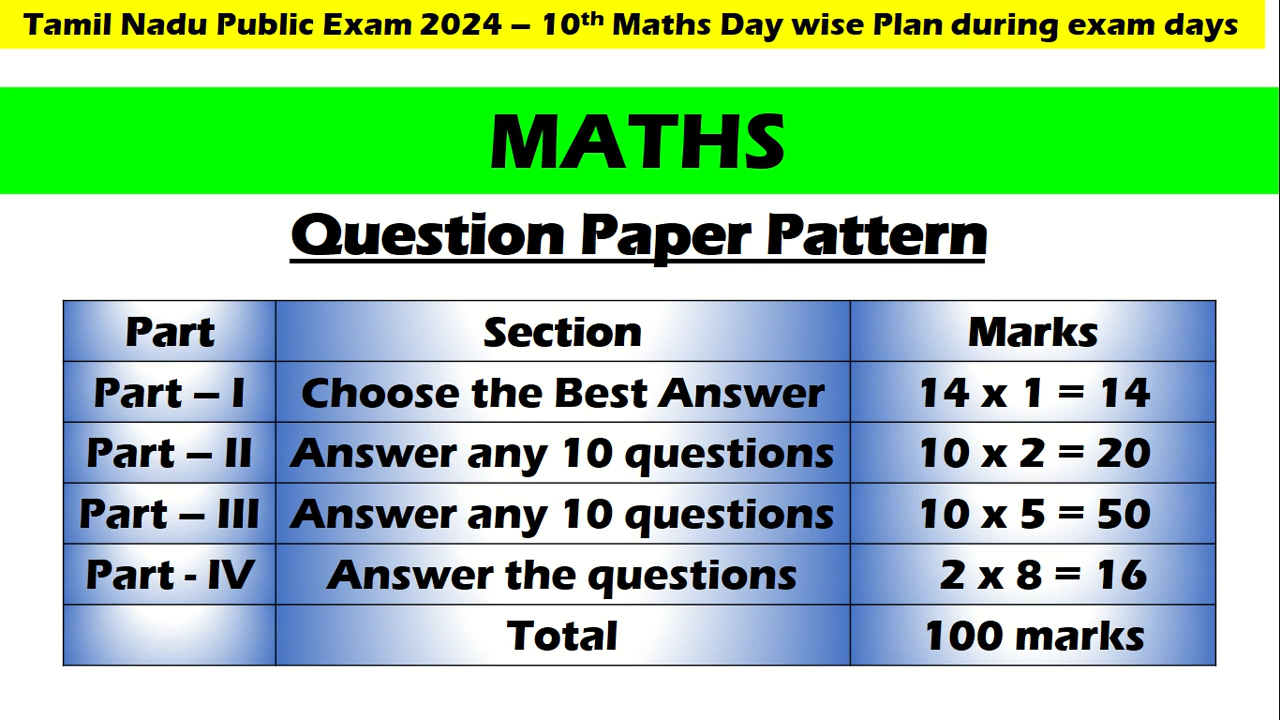 Tamil Nadu Public Exam 2024 – 10th Maths Day wise Plan during exam days
MATHS
Question Paper Pattern
Part Section Marks
Part – I Choose the Best Answer 14 x 1 = 14
Part – II Answer any 10 questions 10 x 2 = 20
Part – III Answer any 10 questions 10 x 5 = 50
Part - IV Answer the questions 2 x 8 = 16
Total 100 marks